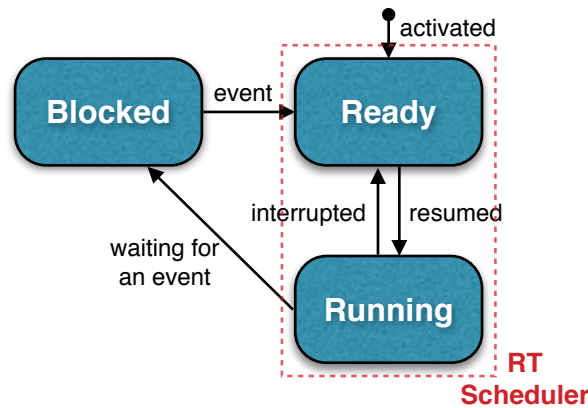 activated
Blocked
event
Ready
interrupted
resumed
waiting for
an event
Running
RT
Scheduler